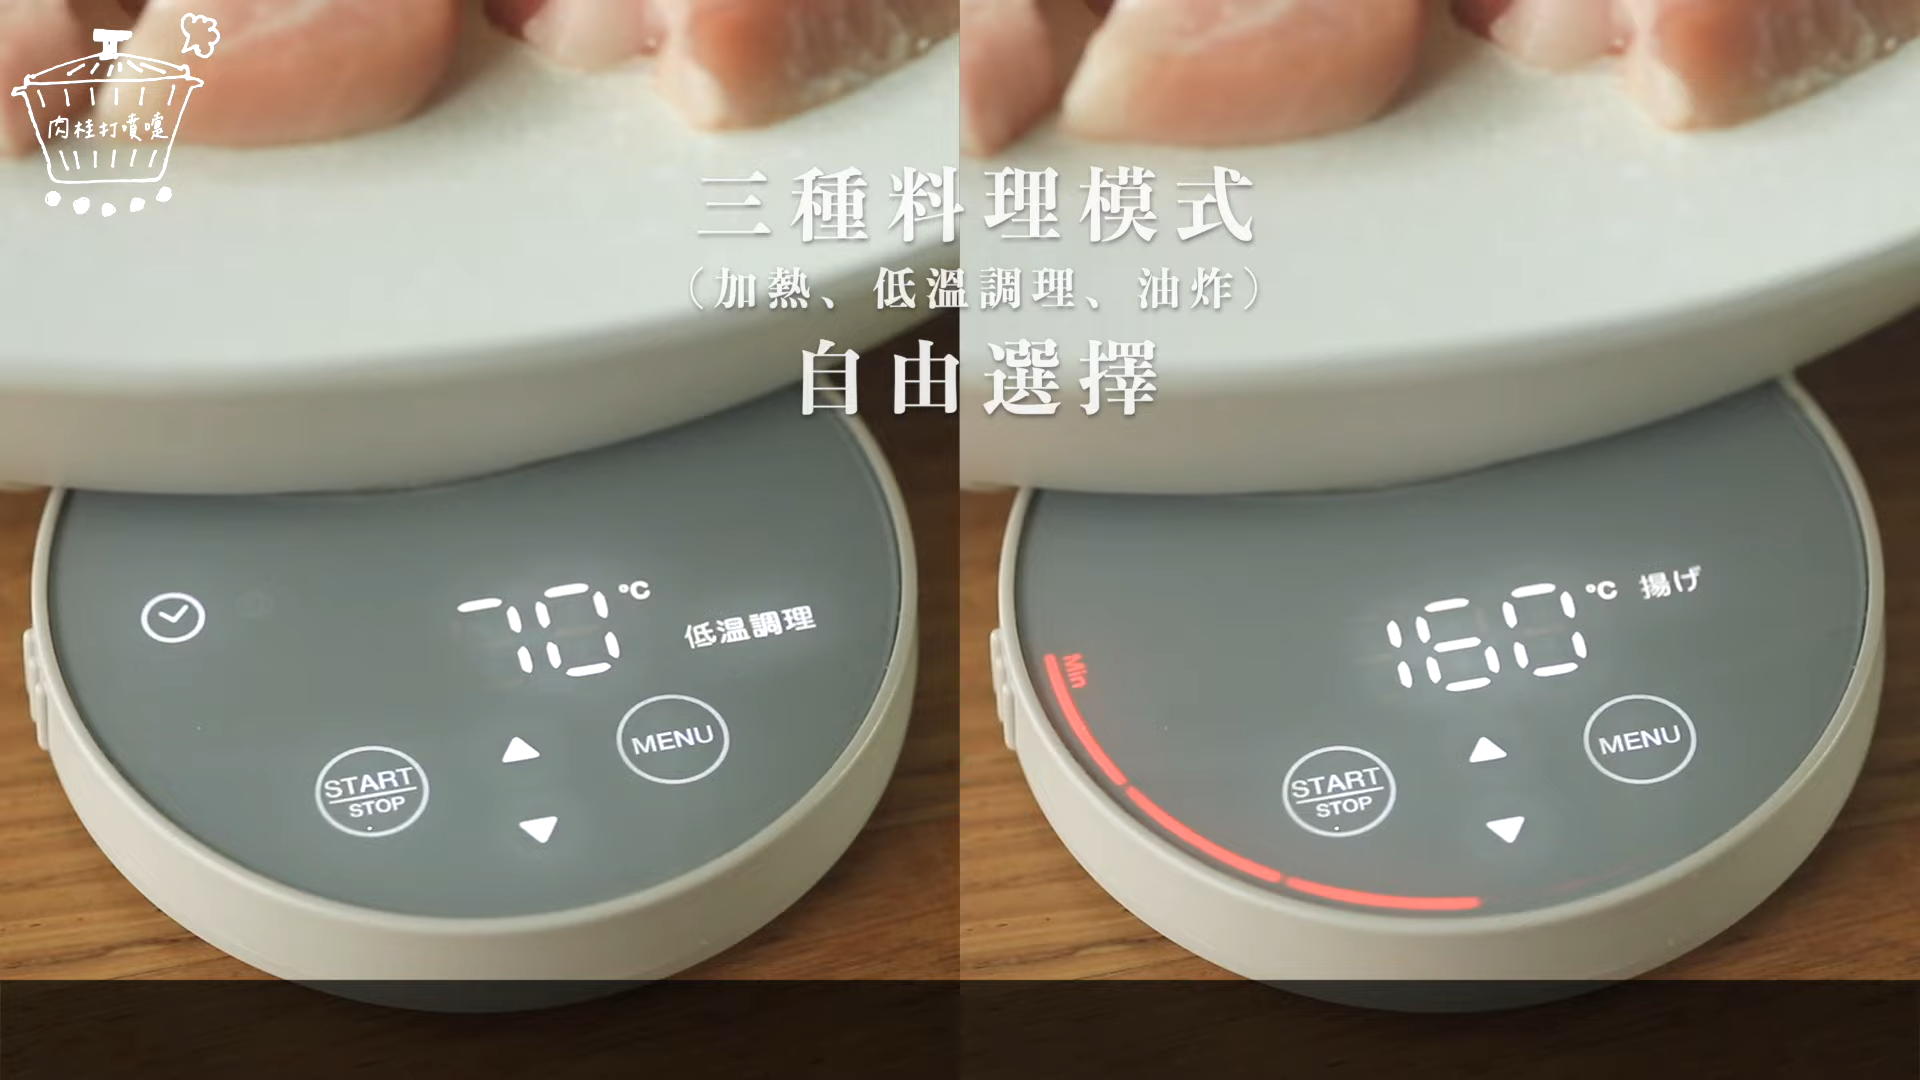 肉桂打噴嚏
三種料理模式
（加熱、低溫調理、油炸）
自由選擇
70℃
低温調理
START
STOP
MENU
160℃ 揚げ
Min
START
STOP
MENU